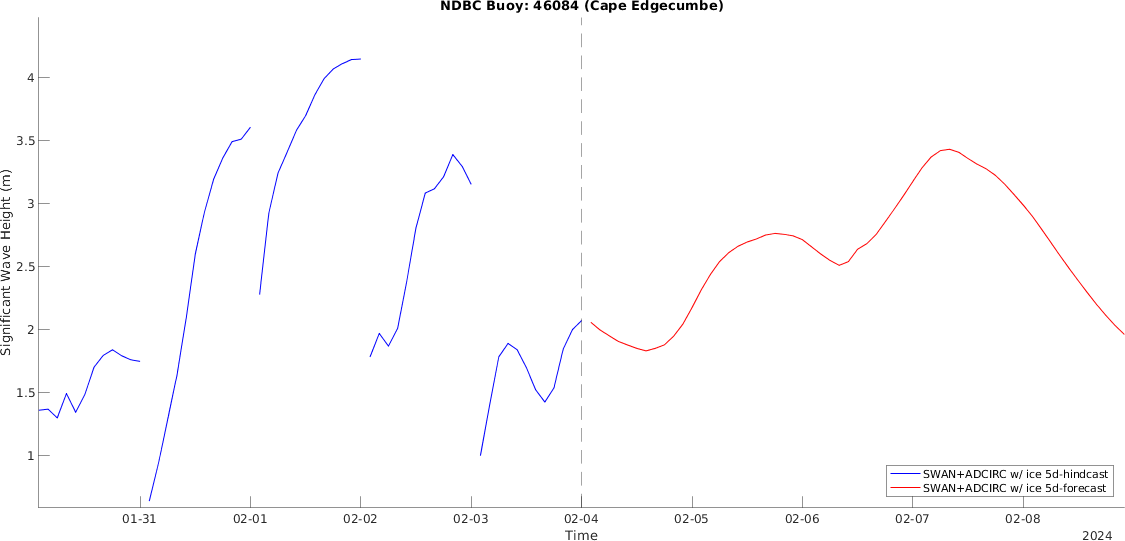 NDBC Buoy: 46084 (Cape Edgecumbe)
Significant Wave Height (m)
4
3.5
3
2.5
2
1.5
1
SWAN+ADCIRC w/ ice 5d-hindcast
SWAN+ADCIRC w/ ice 5d-forecast
01-31 02-01 02-02 02-03 02-04 02-05 02-06 02-07 02-08
Time
2024